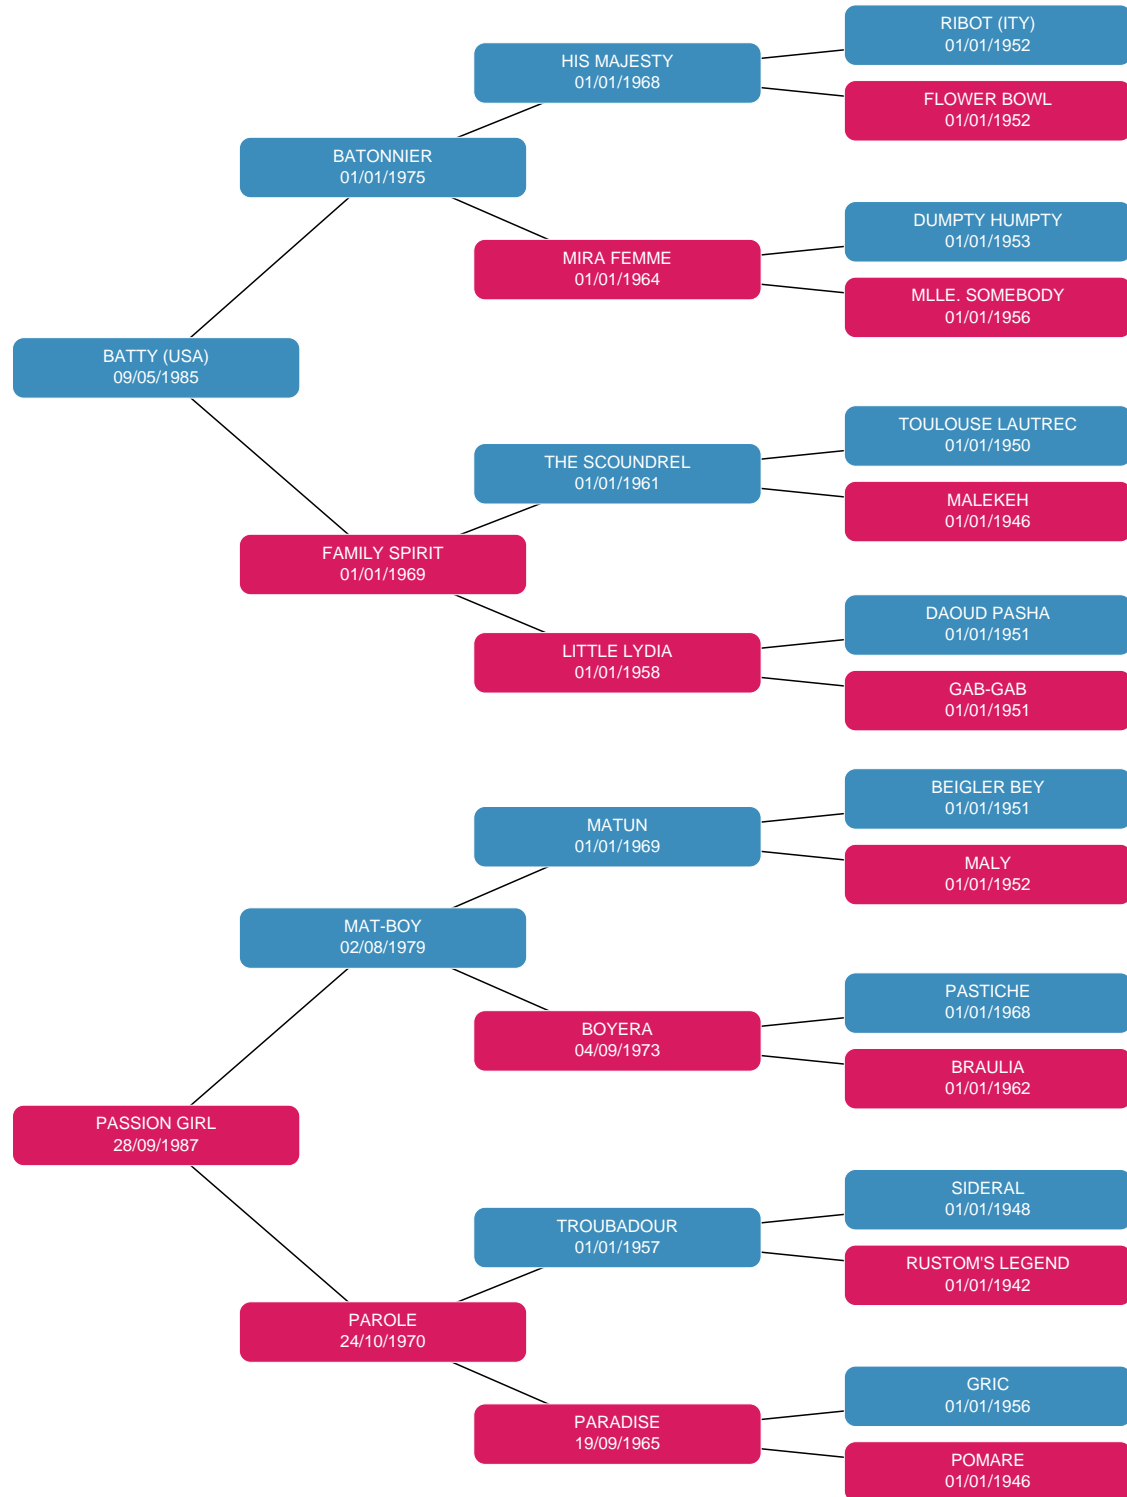 RIBOT (ITY)
01/01/1952
HIS MAJESTY
01/01/1968
FLOWER BOWL
01/01/1952
BATONNIER
01/01/1975
DUMPTY HUMPTY
01/01/1953
MIRA FEMME
01/01/1964
MLLE. SOMEBODY
01/01/1956
BATTY (USA)
09/05/1985
TOULOUSE LAUTREC
01/01/1950
THE SCOUNDREL
01/01/1961
MALEKEH
01/01/1946
FAMILY SPIRIT
01/01/1969
DAOUD PASHA
01/01/1951
LITTLE LYDIA
01/01/1958
GAB-GAB
01/01/1951
BEIGLER BEY
01/01/1951
MATUN
01/01/1969
MALY
01/01/1952
MAT-BOY
02/08/1979
PASTICHE
01/01/1968
BOYERA
04/09/1973
BRAULIA
01/01/1962
PASSION GIRL
28/09/1987
SIDERAL
01/01/1948
TROUBADOUR
01/01/1957
RUSTOM'S LEGEND
01/01/1942
PAROLE
24/10/1970
GRIC
01/01/1956
PARADISE
19/09/1965
POMARE
01/01/1946